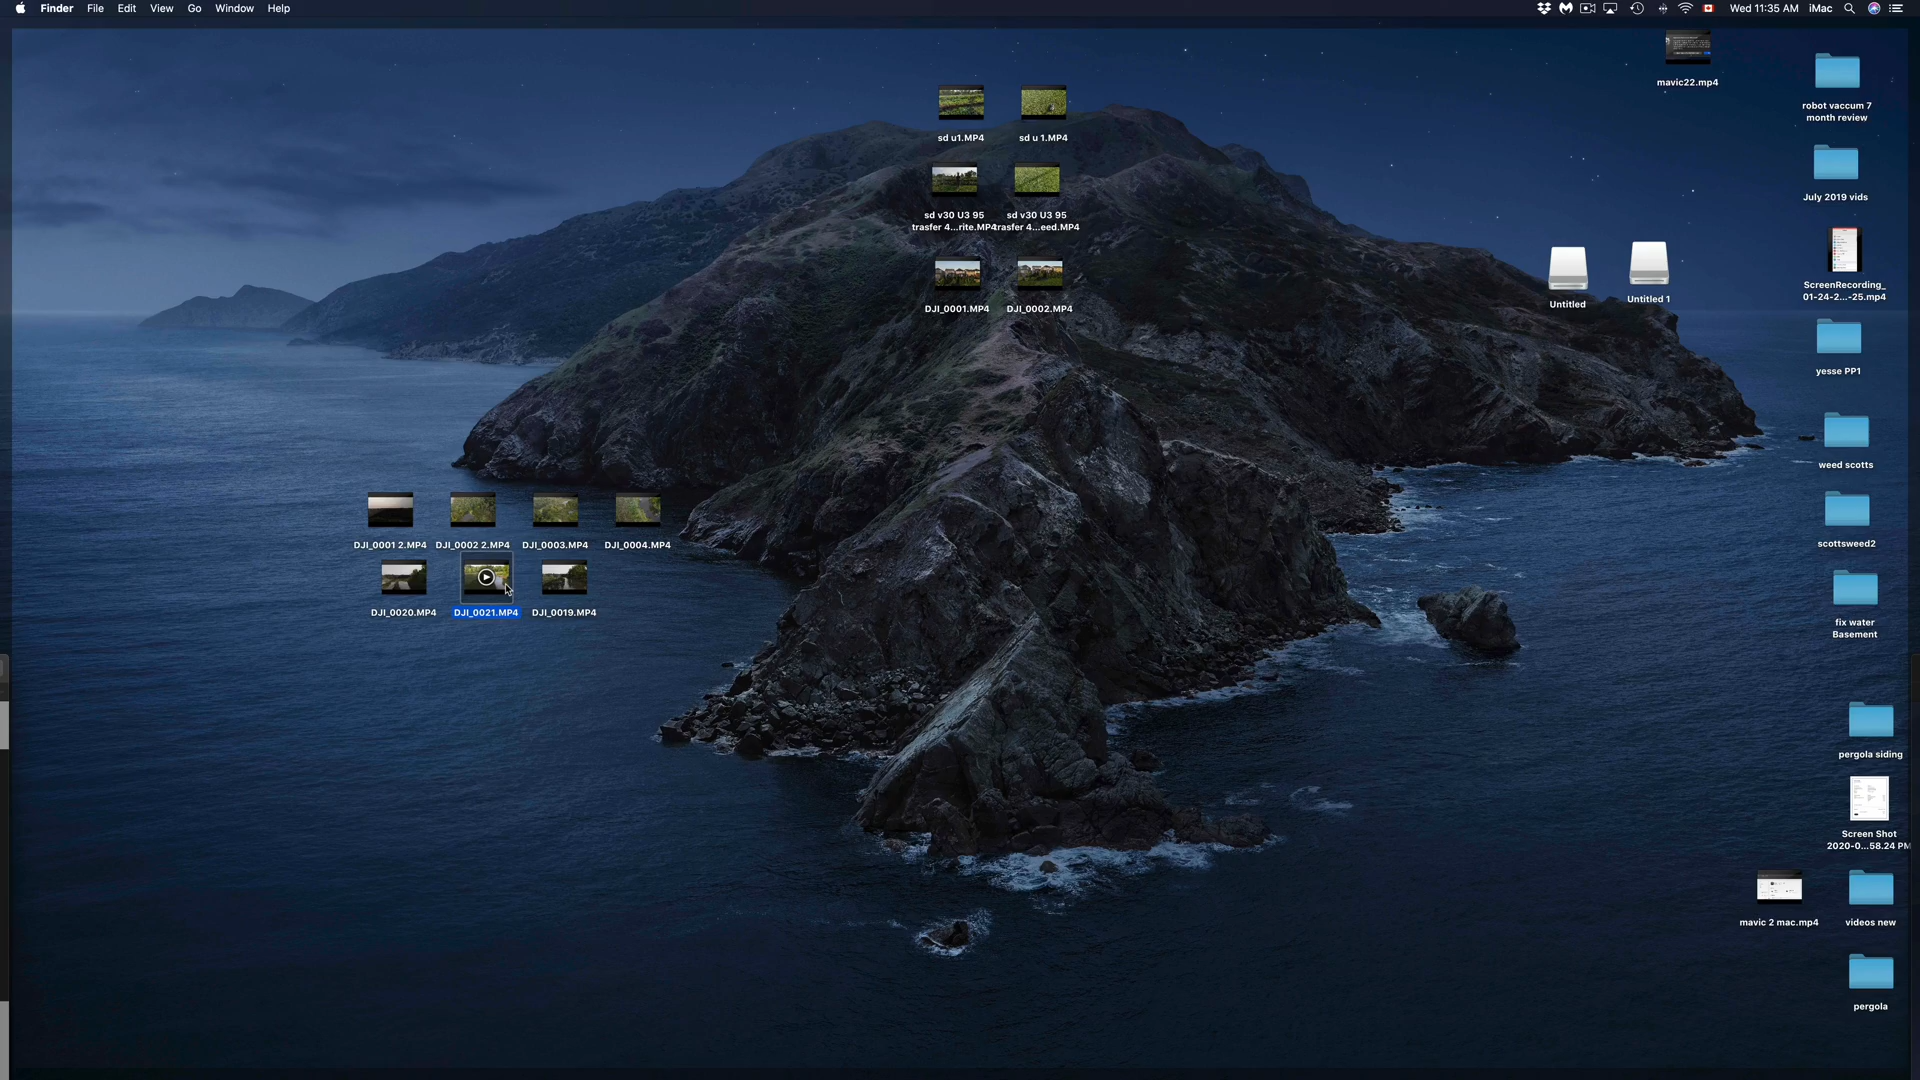 Finder File Edit View Go Window Help
Wed 11:35 AM iMac
mavic22.mp4
robot vaccum 7
month review
sd u1.MP4
sd u 1.MP4
July 2019 vids
sd v30 U3 95
trasfer 4...rite.MP4
sd v30 U3 95
trasfer 4...eed.MP4
ScreenRecording_
01-24-2...-25.mp4
Untitled
Untitled 1
DJI_0001.MP4
DJI_0002.MP4
yesse PP1
weed scotts
scottsweed2
DJI_0001 2.MP4
DJI_0002 2.MP4
DJI_0003.MP4
DJI_0004.MP4
DJI_0020.MP4
DJI_0021.MP4
DJI_0019.MP4
fix water
Basement
pergola siding
Screen Shot
2020-0...58.24 PM
mavic 2 mac.mp4
videos new
pergola